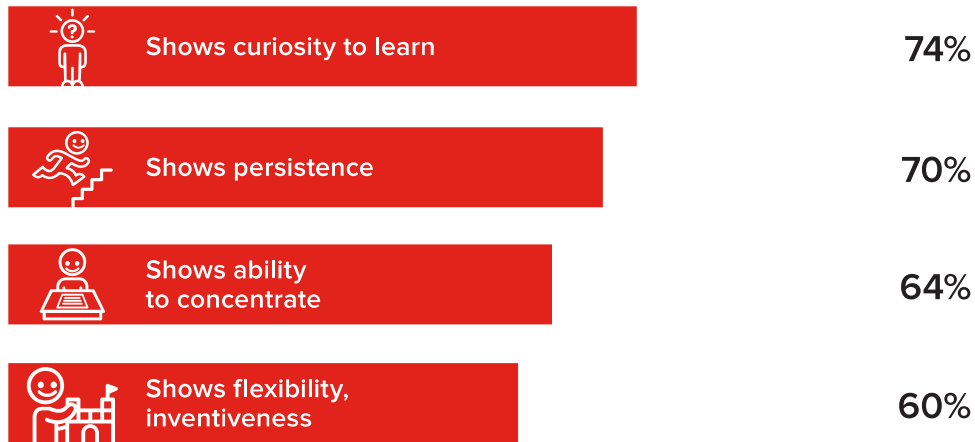 ?
Shows curiosity to learn
74%
Shows persistence
70%
Shows ability
to concentrate
64%
Shows flexibility,
inventiveness
60%